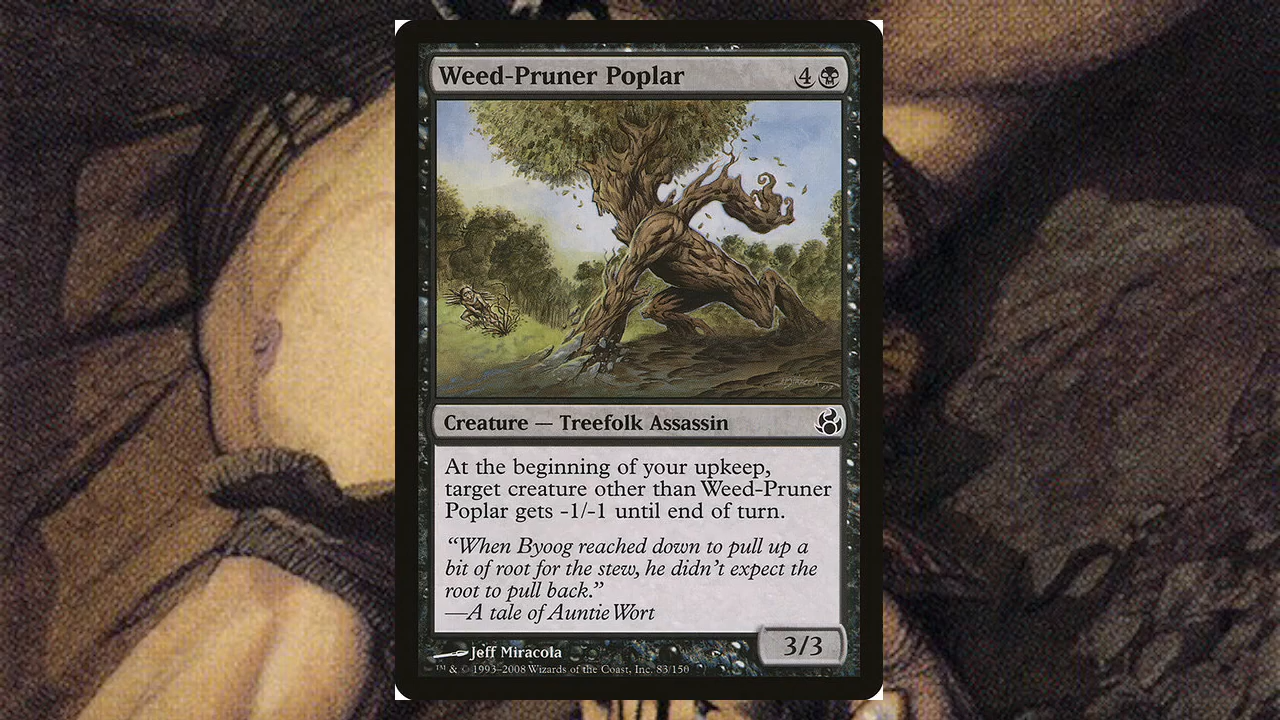 Weed-Pruner Poplar 4
Creature — Treefolk Assassin
At the beginning of your upkeep,
target creature other than Weed-Pruner
Poplar gets -1/-1 until end of turn.
“When Byoog reached down to pull up a
bit of root for the stew, he didn’t expect the
root to pull back.”
—A tale of Auntie Wort
3/3
Jeff Miracola
™ & © 1993–2008 Wizards of the Coast, Inc. 83/150